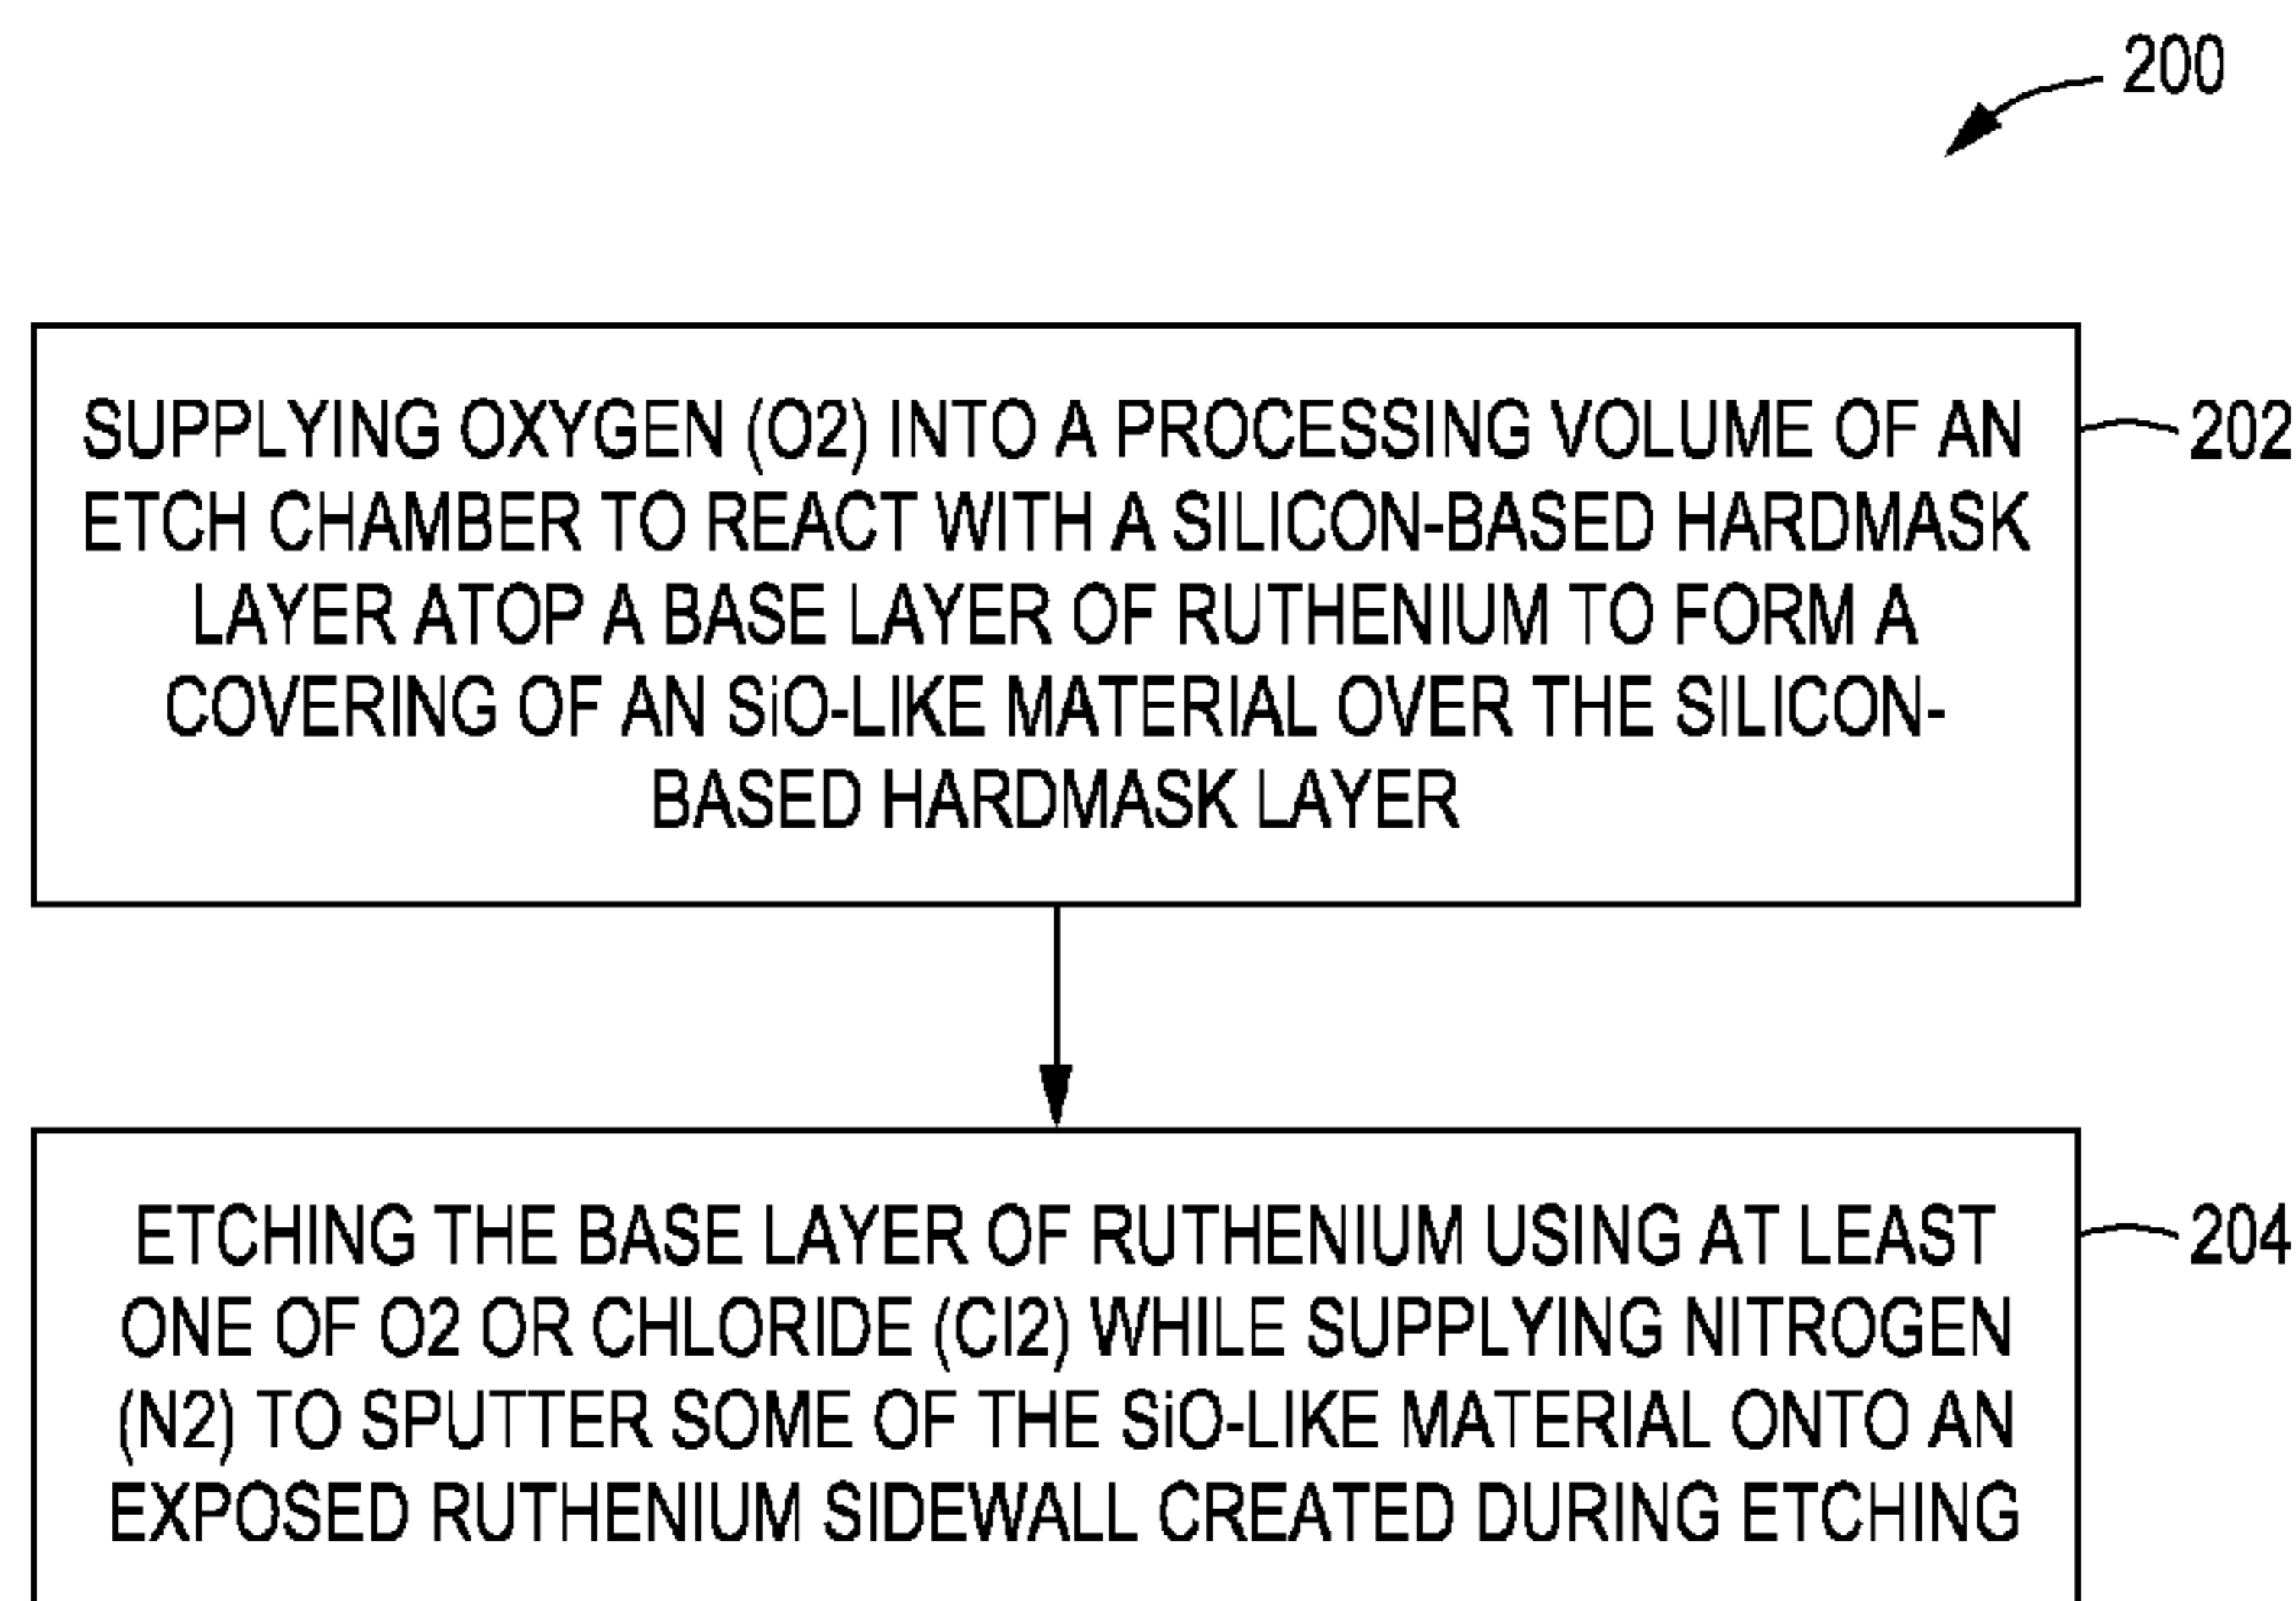 200
SUPPLYING OXYGEN (O2) INTO A PROCESSING VOLUME OF AN
202
ETCH CHAMBER TO REACT WITH A SILICON-BASED HARDMASK
LAYER ATOP A BASE LAYER OF RUTHENIUM TO FORM A
COVERING OF AN SiO-LIKE MATERIAL OVER THE SILICON-
BASED HARDMASK LAYER
ETCHING THE BASE LAYER OF RUTHENIUM USING AT LEAST
204
ONE OF O2 OR CHLORIDE (Cl2) WHILE SUPPLYING NITROGEN
(N2) TO SPUTTER SOME OF THE SiO-LIKE MATERIAL ONTO AN
EXPOSED RUTHENIUM SIDEWALL CREATED DURING ETCHING